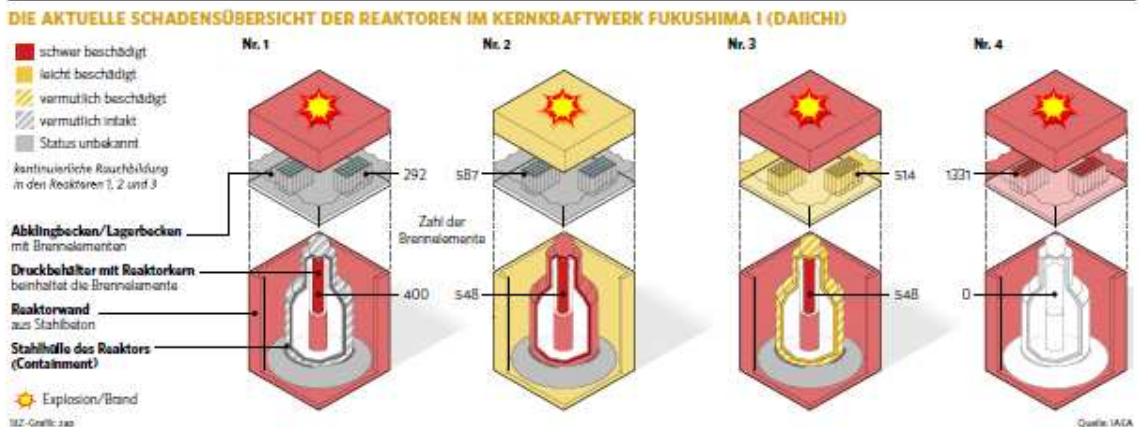 DIE AKTUELLE SCHADENSÜBERSICHT DER REAKTOREN IM KERNKRAFTWERK FUKUSHIMA I (DAIICHI)
schwer beschädigt
leicht beschädigt
vermutlich beschädigt
vermutlich intakt
Status unbekannt
kontinuierliche Rauchbildung
in den Reaktoren 1, 2 und 3
Abklingbecken/Lagerbecken
mit Brennelementen
Druckbehälter mit Reaktorkern
beinhaltet die Brennelemente
Reaktorwand
aus Stahlbeton
Stahlhülle des Reaktors
(Containment)
Explosion/Brand
Nr. 1
292
400
Zahl der
Brennelemente
Nr. 2
587
548
Nr. 3
514
548
Nr. 4
1331
0
StZ-Grafik: zap
Quelle: IAEA